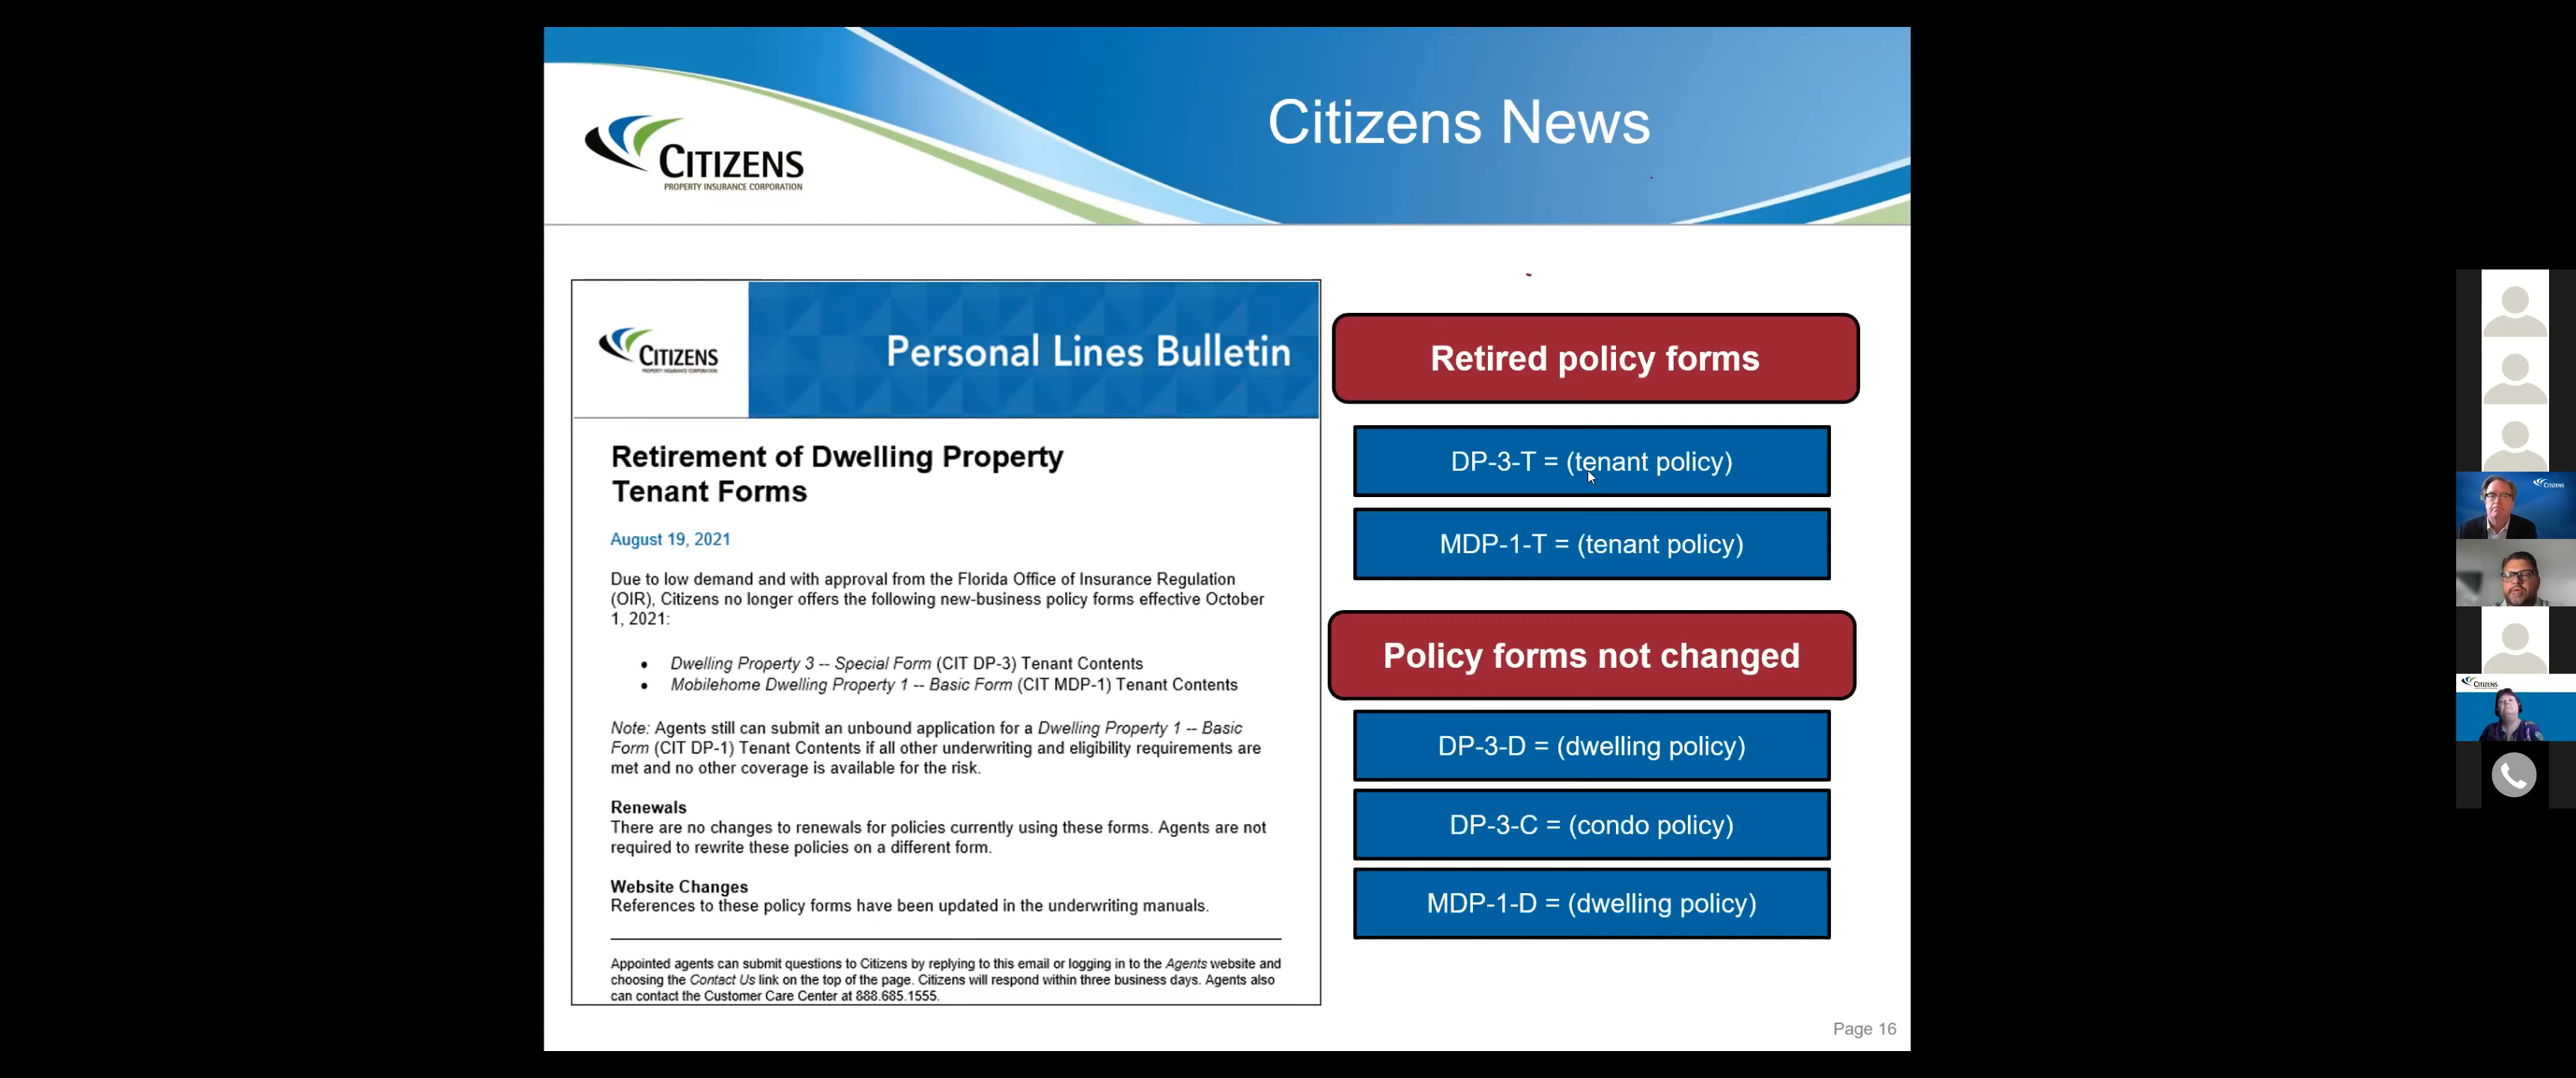 CITIZENS
PROPERTY INSURANCE CORPORATION
Citizens News
CITIZENS
PROPERTY INSURANCE CORPORATION
Personal Lines Bulletin
Retirement of Dwelling Property
Tenant Forms
August 19, 2021
Due to low demand and with approval from the Florida Office of Insurance Regulation
(OIR), Citizens no longer offers the following new-business policy forms effective October
1, 2021:
• Dwelling Property 3 -- Special Form (CIT DP-3) Tenant Contents
• Mobilehome Dwelling Property 1 -- Basic Form (CIT MDP-1) Tenant Contents
Note: Agents still can submit an unbound application for a Dwelling Property 1 -- Basic
Form (CIT DP-1) Tenant Contents if all other underwriting and eligibility requirements are
met and no other coverage is available for the risk.
Renewals
There are no changes to renewals for policies currently using these forms. Agents are not
required to rewrite these policies on a different form.
Website Changes
References to these policy forms have been updated in the underwriting manuals.
Appointed agents can submit questions to Citizens by replying to this email or logging in to the Agents website and
choosing the Contact Us link on the top of the page. Citizens will respond within three business days. Agents also
can contact the Customer Care Center at 888.685.1555.
Retired policy forms
DP-3-T = (tenant policy)
MDP-1-T = (tenant policy)
Policy forms not changed
DP-3-D = (dwelling policy)
DP-3-C = (condo policy)
MDP-1-D = (dwelling policy)
Page 16
CITIZENS
CITIZENS